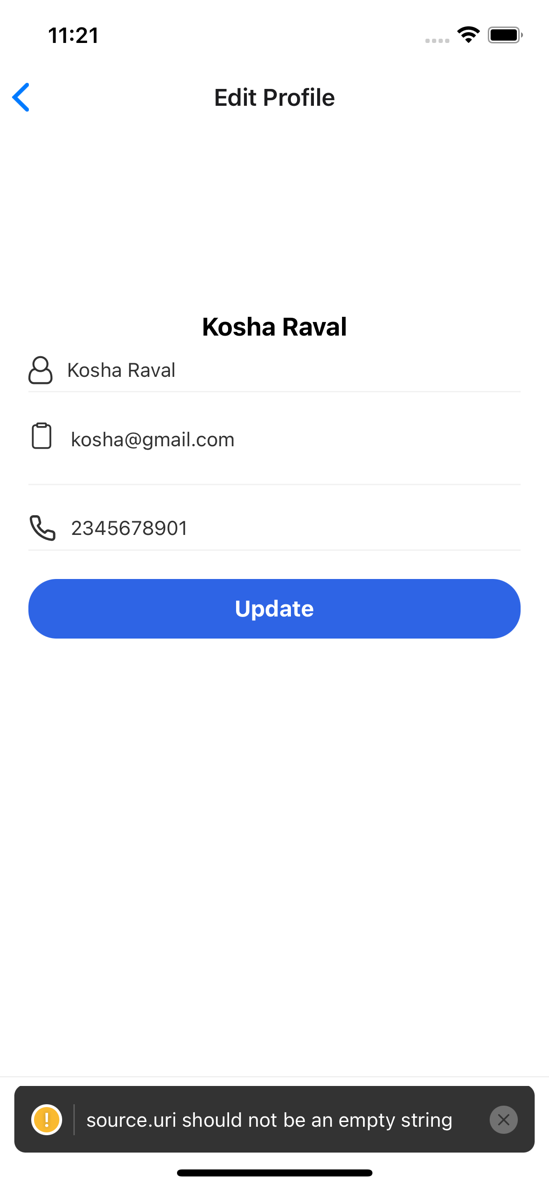 11:21
Edit Profile
Kosha Raval
Kosha Raval
kosha@gmail.com
2345678901
Update
source.uri should not be an empty string